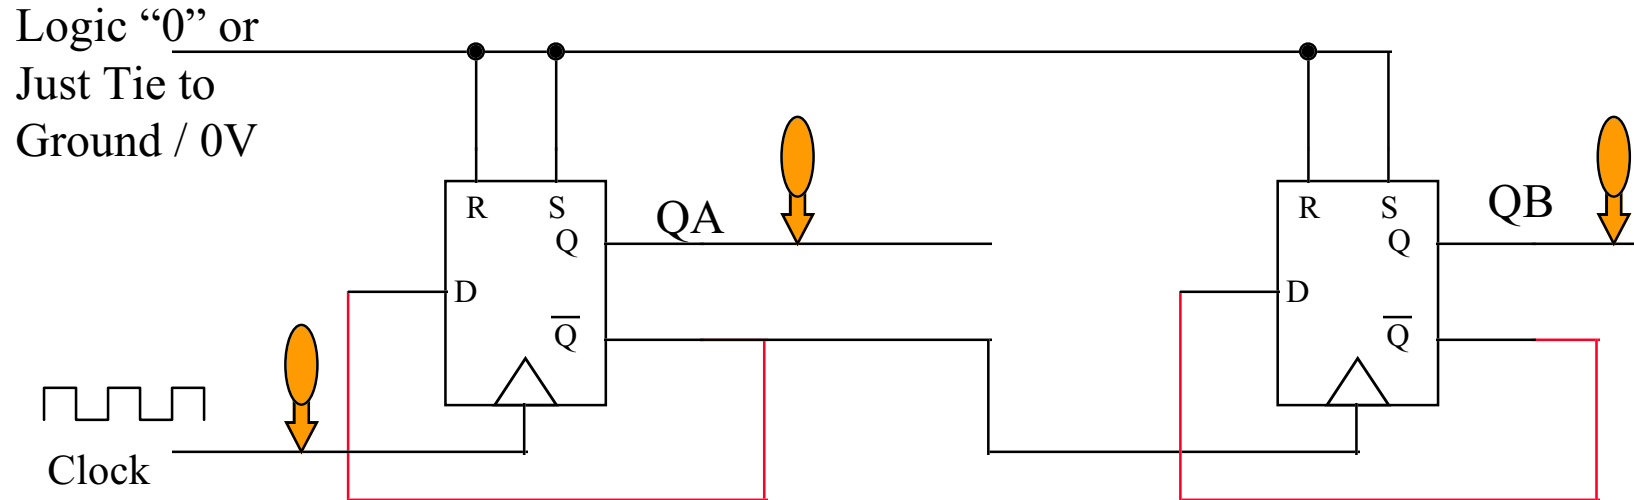 Logic “0” or
Just Tie to
Ground / 0V
R S
Q
D
Q̅
QA
R S
Q
D
Q̅
QB
Clock